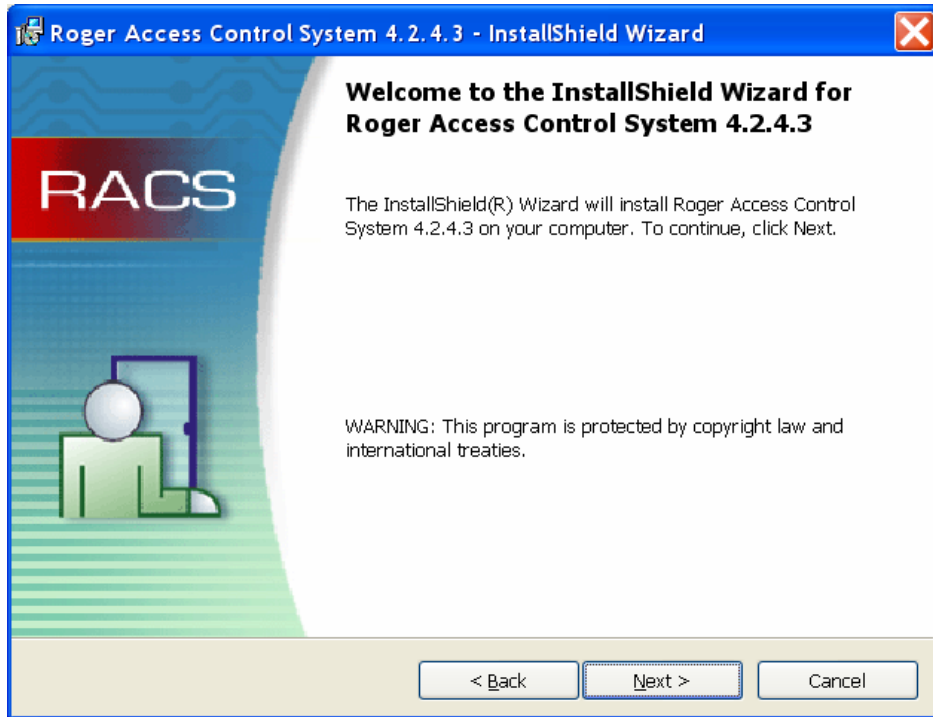 Roger Access Control System 4.2.4.3 - InstallShield Wizard
Welcome to the InstallShield Wizard for
Roger Access Control System 4.2.4.3
RACS
The InstallShield(R) Wizard will install Roger Access Control
System 4.2.4.3 on your computer. To continue, click Next.
WARNING: This program is protected by copyright law and
international treaties.
< Back
Next >
Cancel